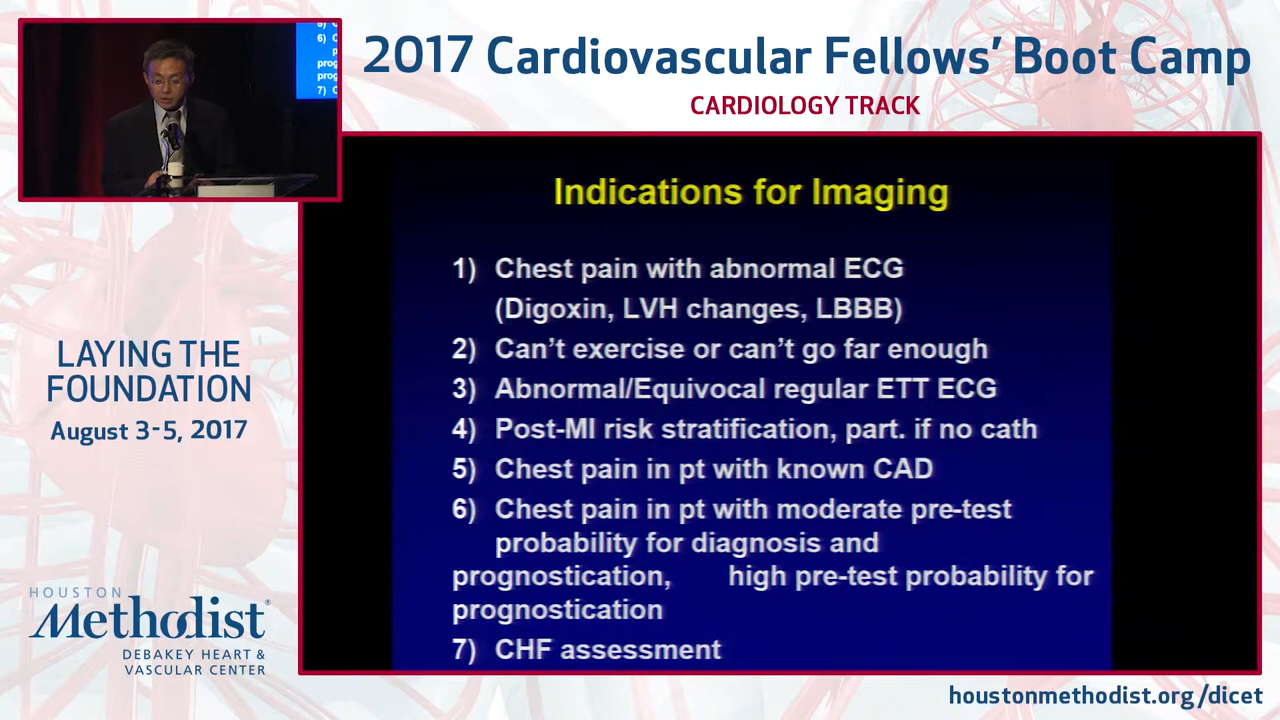 2017 Cardiovascular Fellows’ Boot Camp
CARDIOLOGY TRACK
6) C
p
prog
prog
7) C
Indications for Imaging
1) Chest pain with abnormal ECG
(Digoxin, LVH changes, LBBB)
2) Can’t exercise or can’t go far enough
3) Abnormal/Equivocal regular ETT ECG
4) Post-MI risk stratification, part. if no cath
5) Chest pain in pt with known CAD
6) Chest pain in pt with moderate pre-test
probability for diagnosis and
prognostication, high pre-test probability for
prognostication
7) CHF assessment
LAYING THE
FOUNDATION
August 3-5, 2017
HOUSTON
Methodist®
DEBAKEY HEART &
VASCULAR CENTER
houstonmethodist.org/dicet